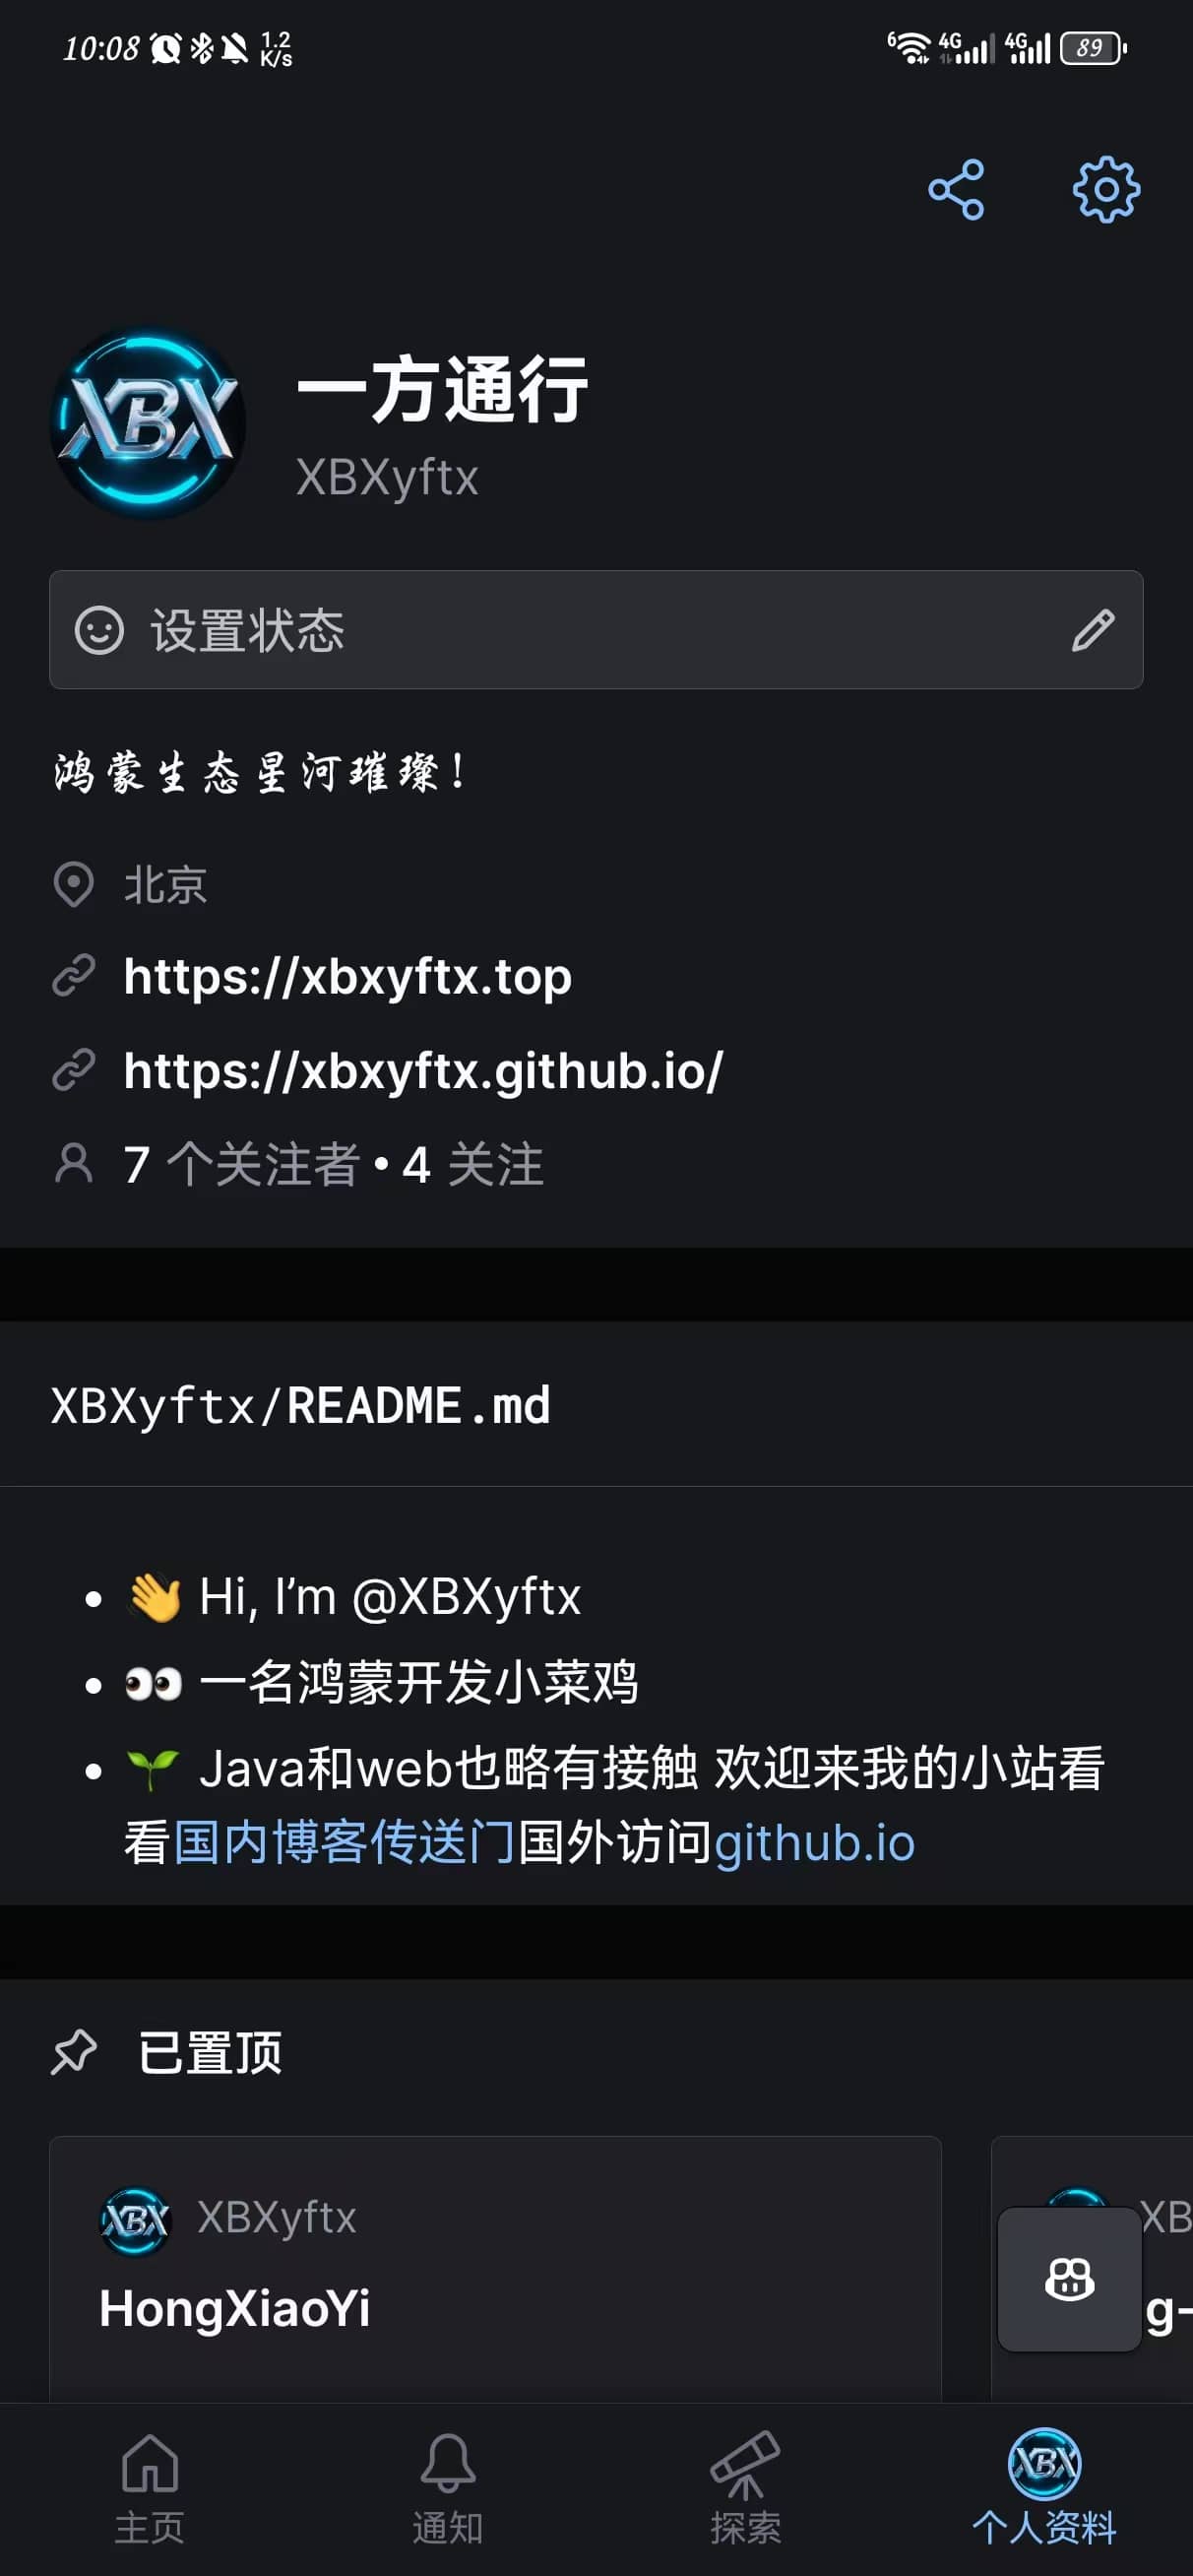 10:08 1.2 K/s 6 4G 4G 89
XBX
一方通行
XBXyftx
设置状态
鸿蒙生态星河璀璨!
北京
https://xbxyftx.top
https://xbxyftx.github.io/
7 个关注者 • 4 关注
XBXyftx/README.md
👋 Hi, I’m @XBXyftx
👀 一名鸿蒙开发小菜鸡
🌱 Java和web也略有接触 欢迎来我的小站看
看国内博客传送门国外访问github.io
已置顶
XBX XBXyftx XB
HongXiaoYi g-
XBX
主页 通知 探索 个人资料